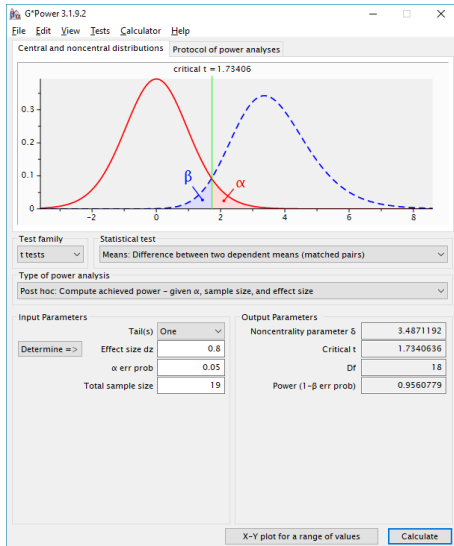 G*Power 3.1.9.2
File Edit View Tests Calculator Help
Central and noncentral distributions Protocol of power analyses
critical t = 1.73406
0.3
0.2
0.1
0
β
α
-2 0 2 4 6 8
Test family Statistical test
t tests Means: Difference between two dependent means (matched pairs)
Type of power analysis
Post hoc: Compute achieved power - given α, sample size, and effect size
Input Parameters Output Parameters
Tail(s) One Noncentrality parameter δ 3.4871192
Determine => Effect size dz 0.8 Critical t 1.7340636
α err prob 0.05 Df 18
Total sample size 19 Power (1-β err prob) 0.9560779
X-Y plot for a range of values Calculate